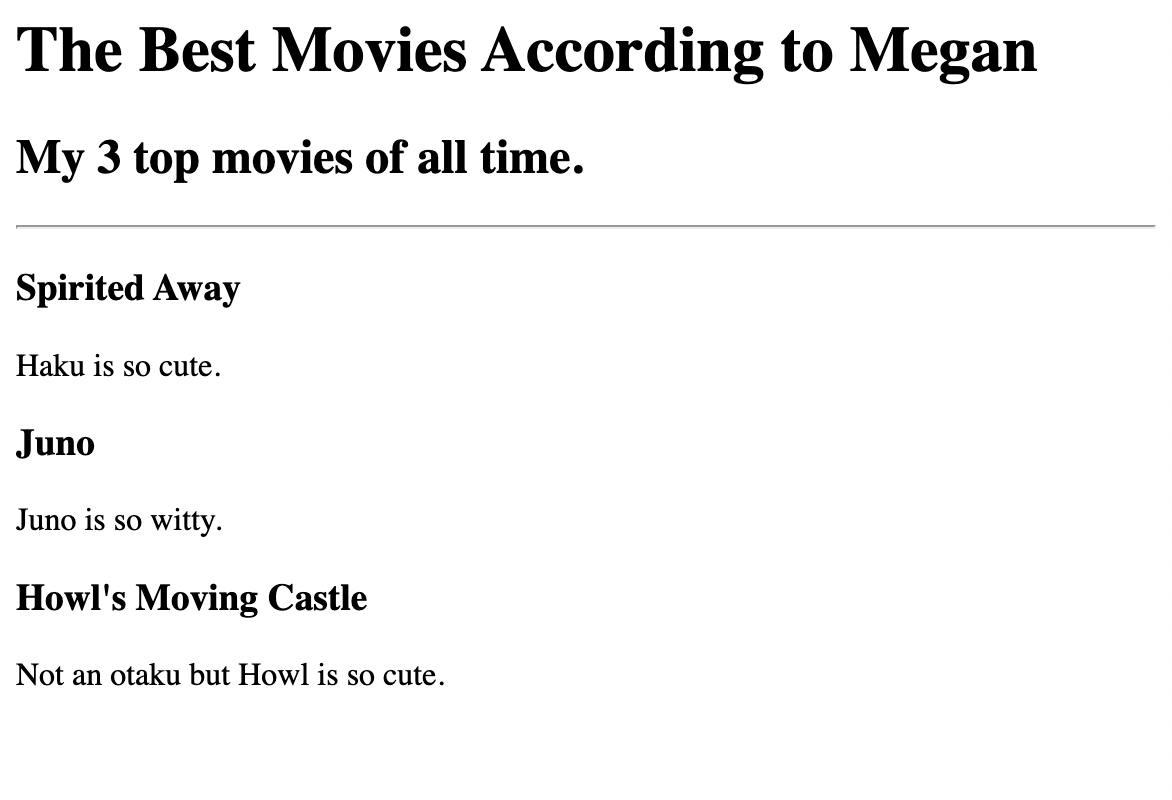 The Best Movies According to Megan
My 3 top movies of all time.
Spirited Away
Haku is so cute.
Juno
Juno is so witty.
Howl's Moving Castle
Not an otaku but Howl is so cute.